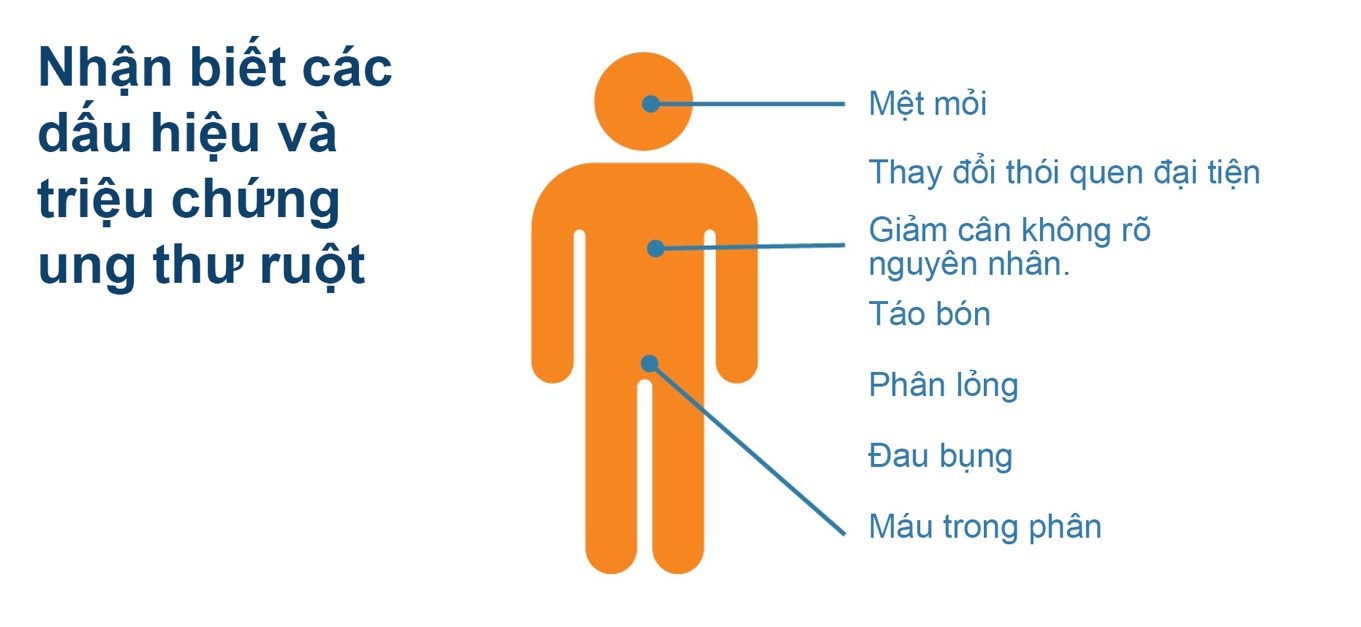 Nhận biết các
dấu hiệu và
triệu chứng
ung thư ruột
Mệt mỏi
Thay đổi thói quen đại tiện
Giảm cân không rõ
nguyên nhân.
Táo bón
Phân lỏng
Đau bụng
Máu trong phân